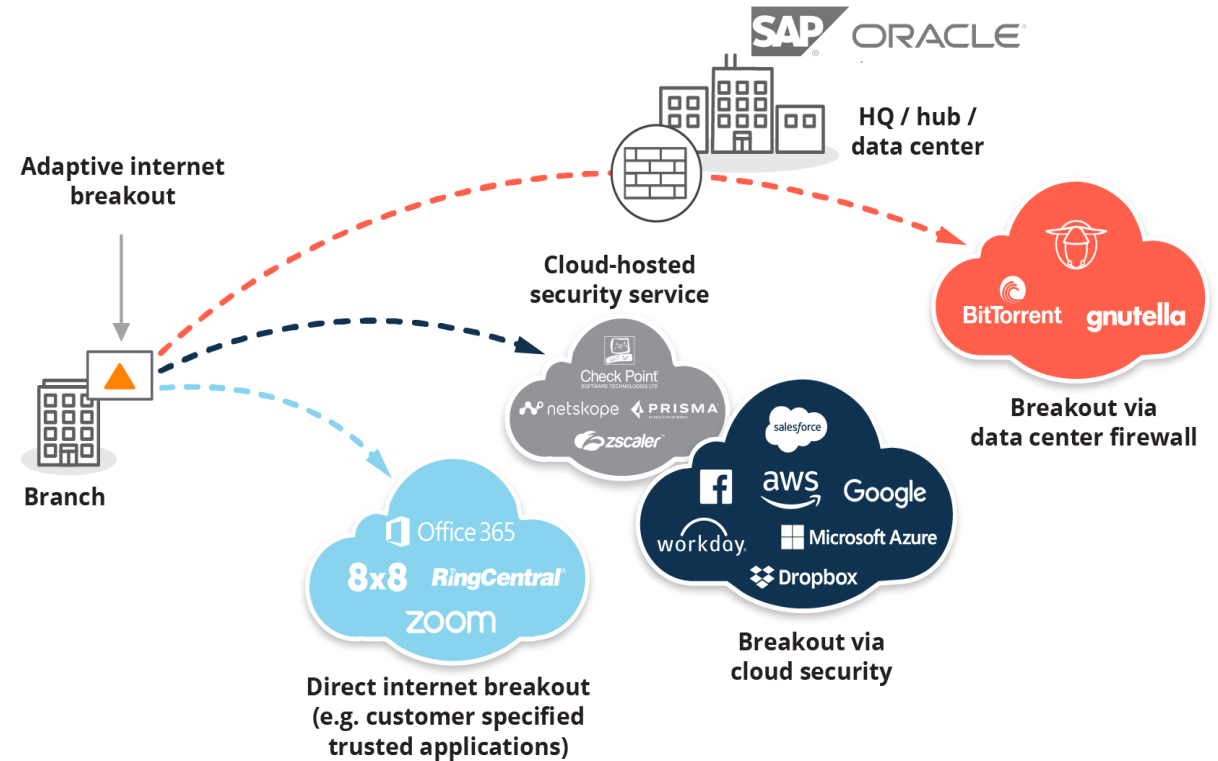 SAP
ORACLE
HQ / hub /
data center
Adaptive internet
breakout
Cloud-hosted
security service
BitTorrent
gnutella
Check Point
SOFTWARE TECHNOLOGIES LTD
netskope
PRISMA
zscaler
Breakout via
data center firewall
salesforce
aws
Google
workday
Microsoft Azure
Dropbox
Branch
Office 365
8x8
RingCentral
zoom
Breakout via
cloud security
Direct internet breakout
(e.g. customer specified
trusted applications)